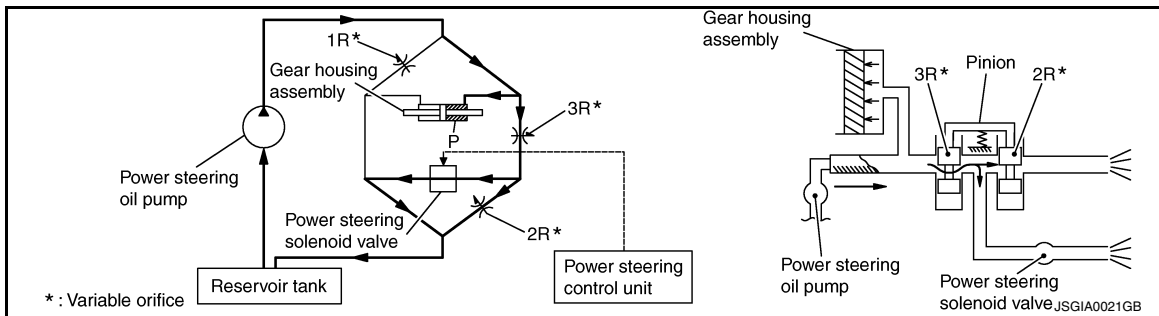 1R*
Gear housing
assembly
3R*
P
Power steering
oil pump
Power steering
solenoid valve
2R*
Reservoir tank
Power steering
control unit
* : Variable orifice
Gear housing
assembly
3R*
Pinion
2R*
Power steering
oil pump
Power steering
solenoid valve
JSGIA0021GB